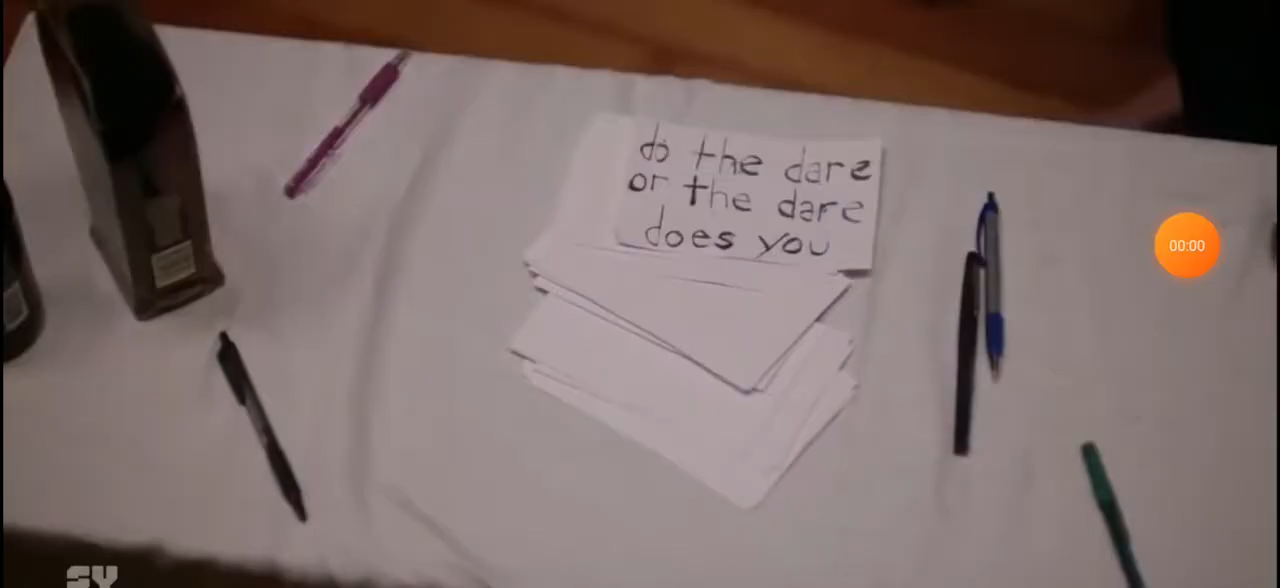 do the dare
or the dare
does you
00:00
SY